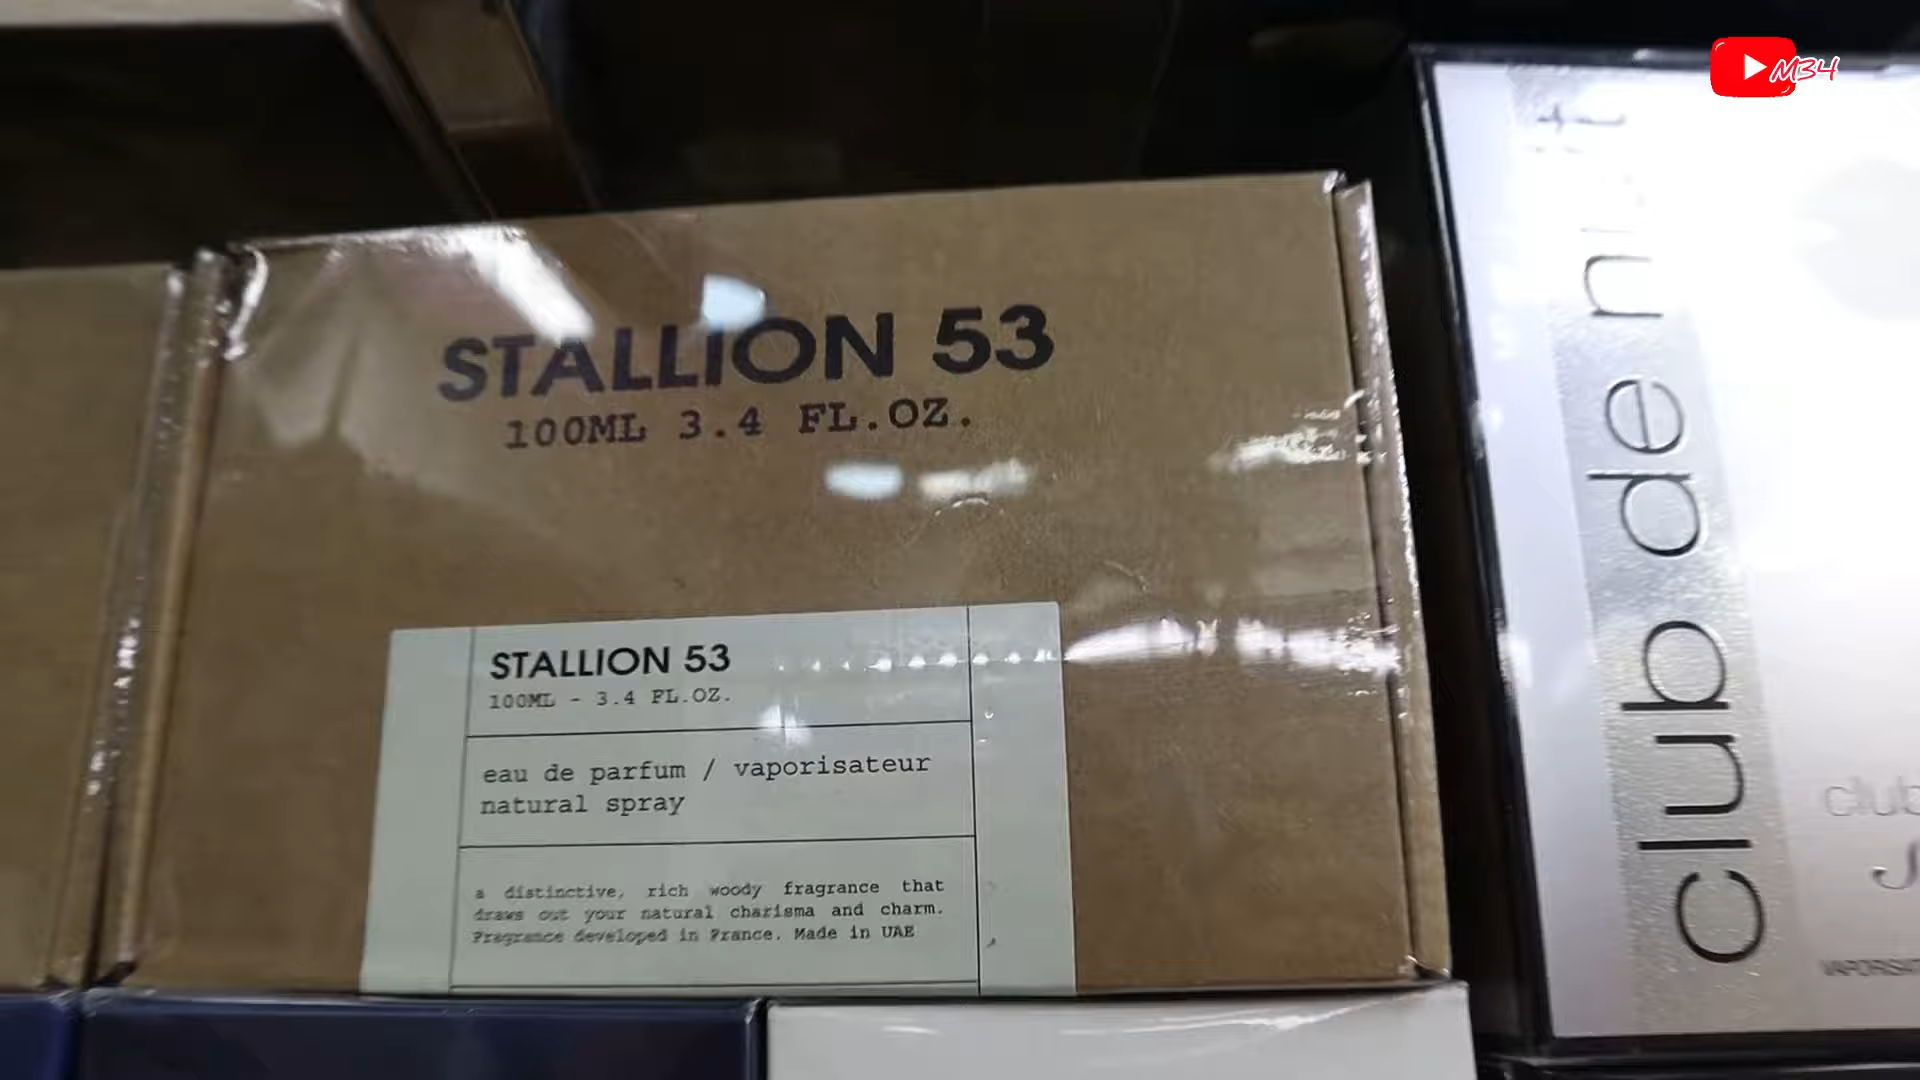 STALLION 53
100ML 3.4 FL.OZ.
STALLION 53
100ML - 3.4 FL.OZ.
eau de parfum / vaporisateur
natural spray
a distinctive, rich woody fragrance that
draws out your natural charisma and charm.
Fragrance developed in France. Made in UAE
club de nuit
club
M34